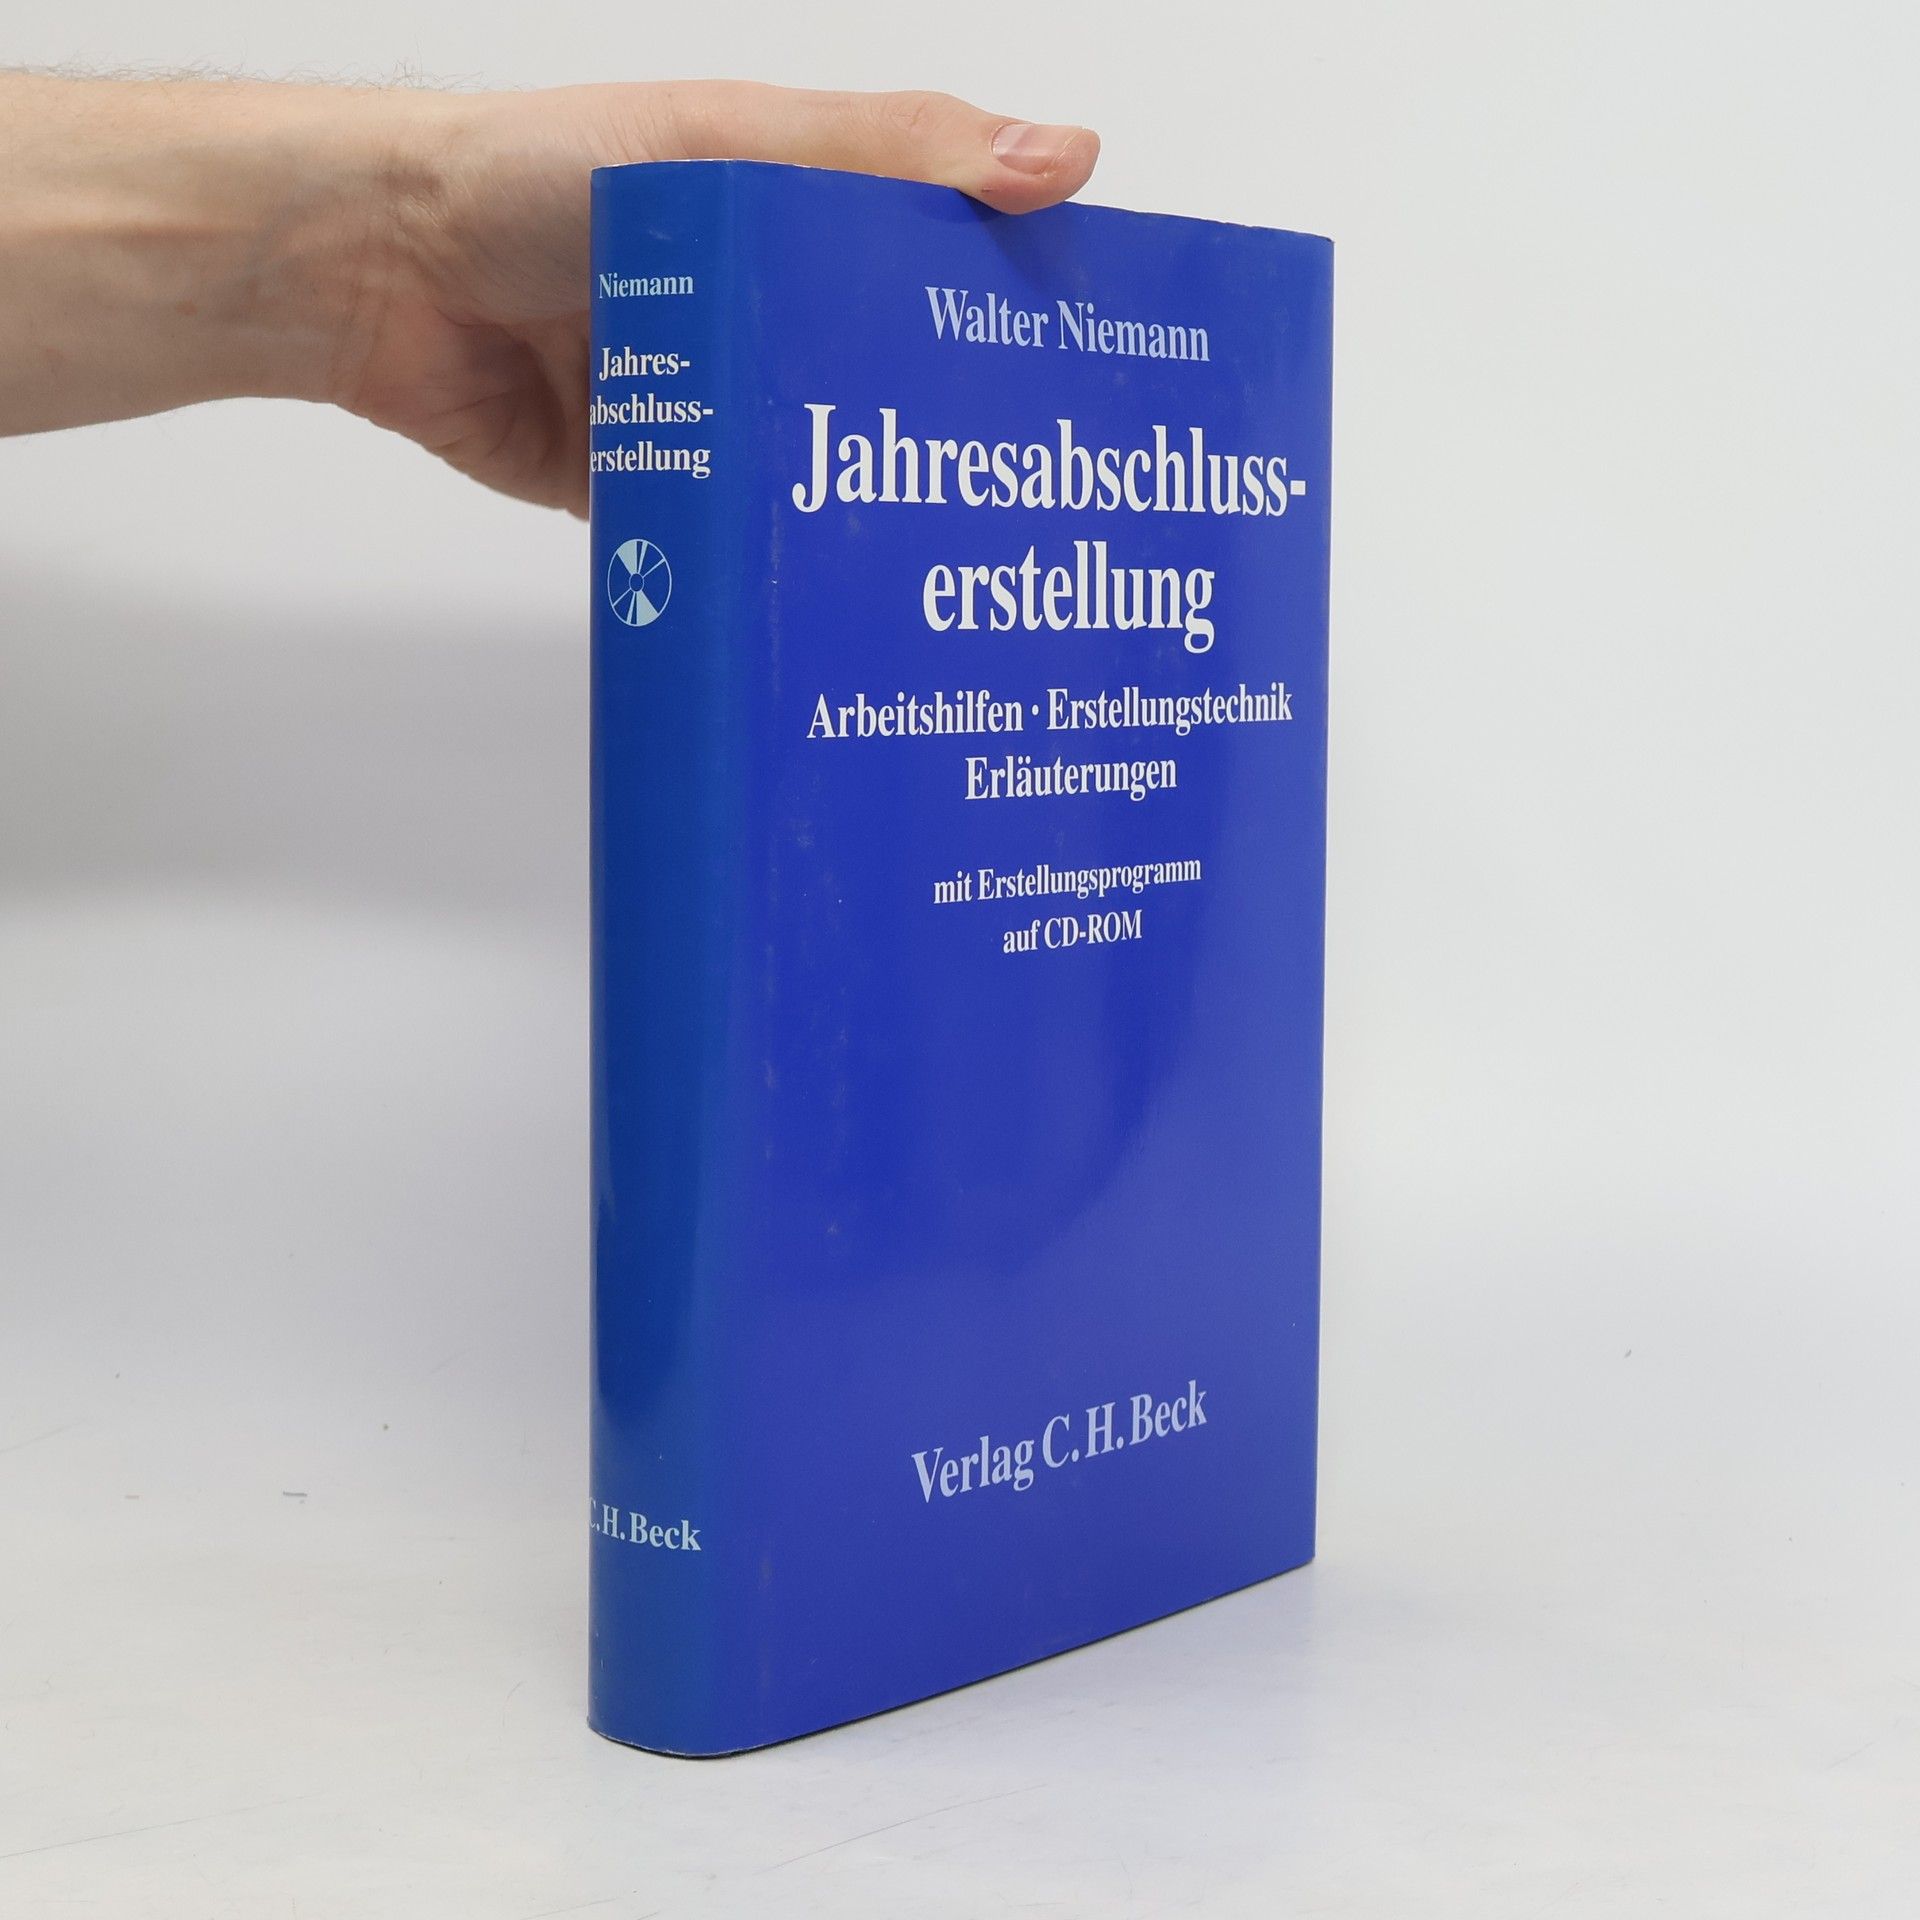 Niemann
Jahres-
abschluss-
erstellung
C.H.Beck
Walter Niemann
Jahresabschluss-
erstellung
Arbeitshilfen · Erstellungstechnik
Erläuterungen
mit Erstellungsprogramm
auf CD-ROM
Verlag C.H.Beck